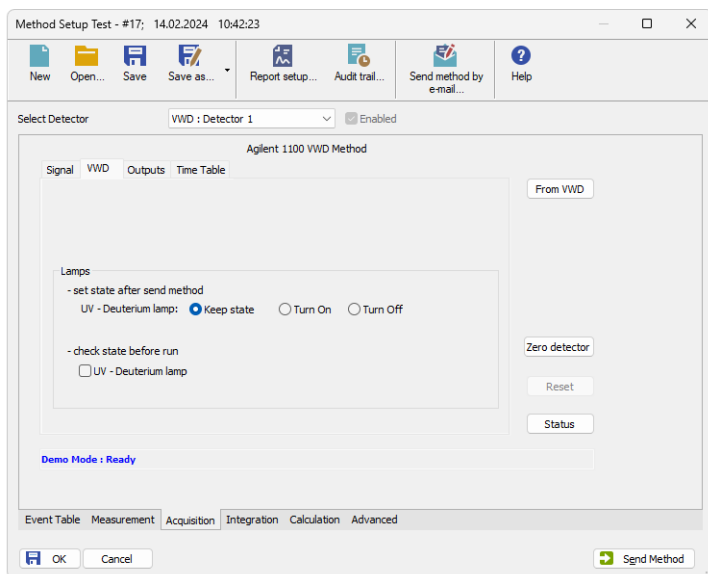 Method Setup Test - #17; 14.02.2024 10:42:23
New Open... Save Save as... Report setup... Audit trail... Send method by e-mail... Help
Select Detector VWD : Detector 1 Enabled
Agilent 1100 VWD Method
Signal VWD Outputs Time Table
From VWD
Lamps
- set state after send method
UV - Deuterium lamp: Keep state Turn On Turn Off
- check state before run
Zero detector
UV - Deuterium lamp
Reset
Status
Demo Mode : Ready
Event Table Measurement Acquisition Integration Calculation Advanced
OK Cancel Send Method